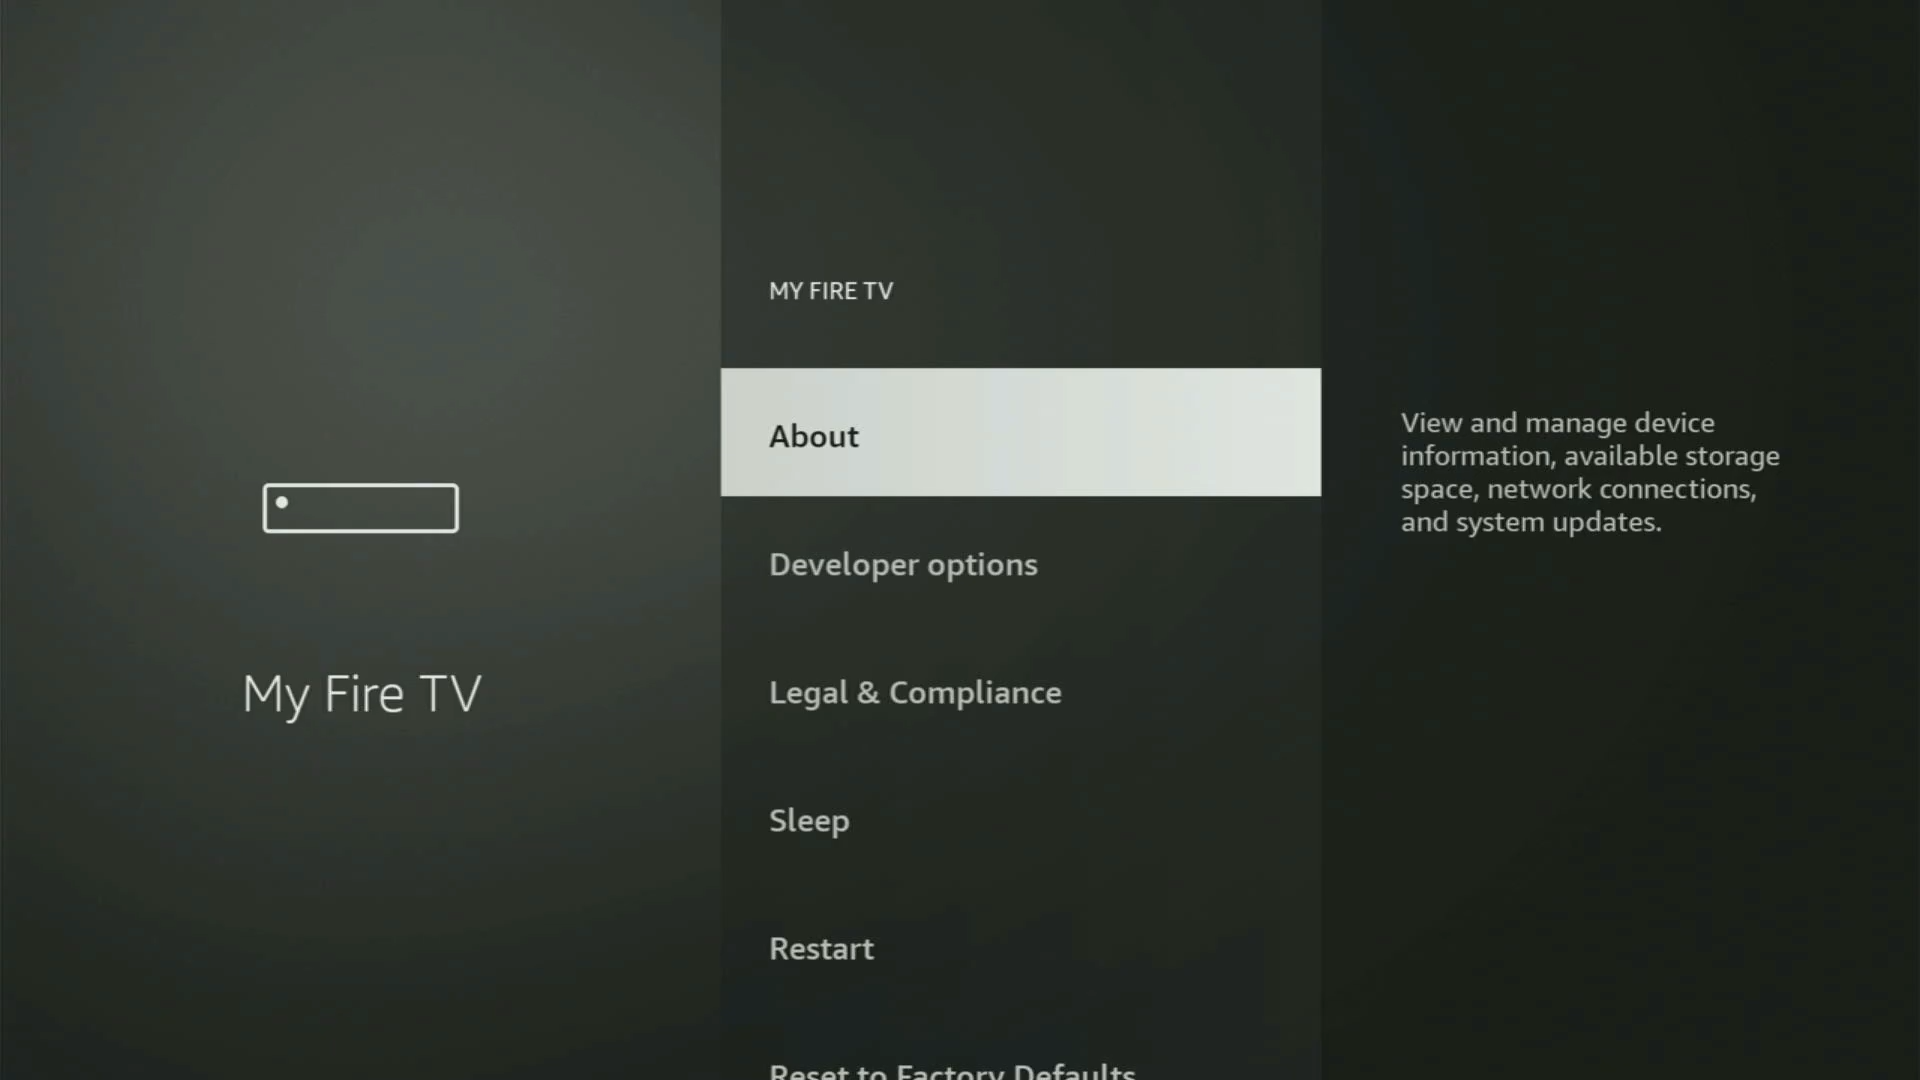 MY FIRE TV
About
View and manage device
information, available storage
space, network connections,
and system updates.
Developer options
Legal & Compliance
My Fire TV
Sleep
Restart
Reset to Factory Defaults